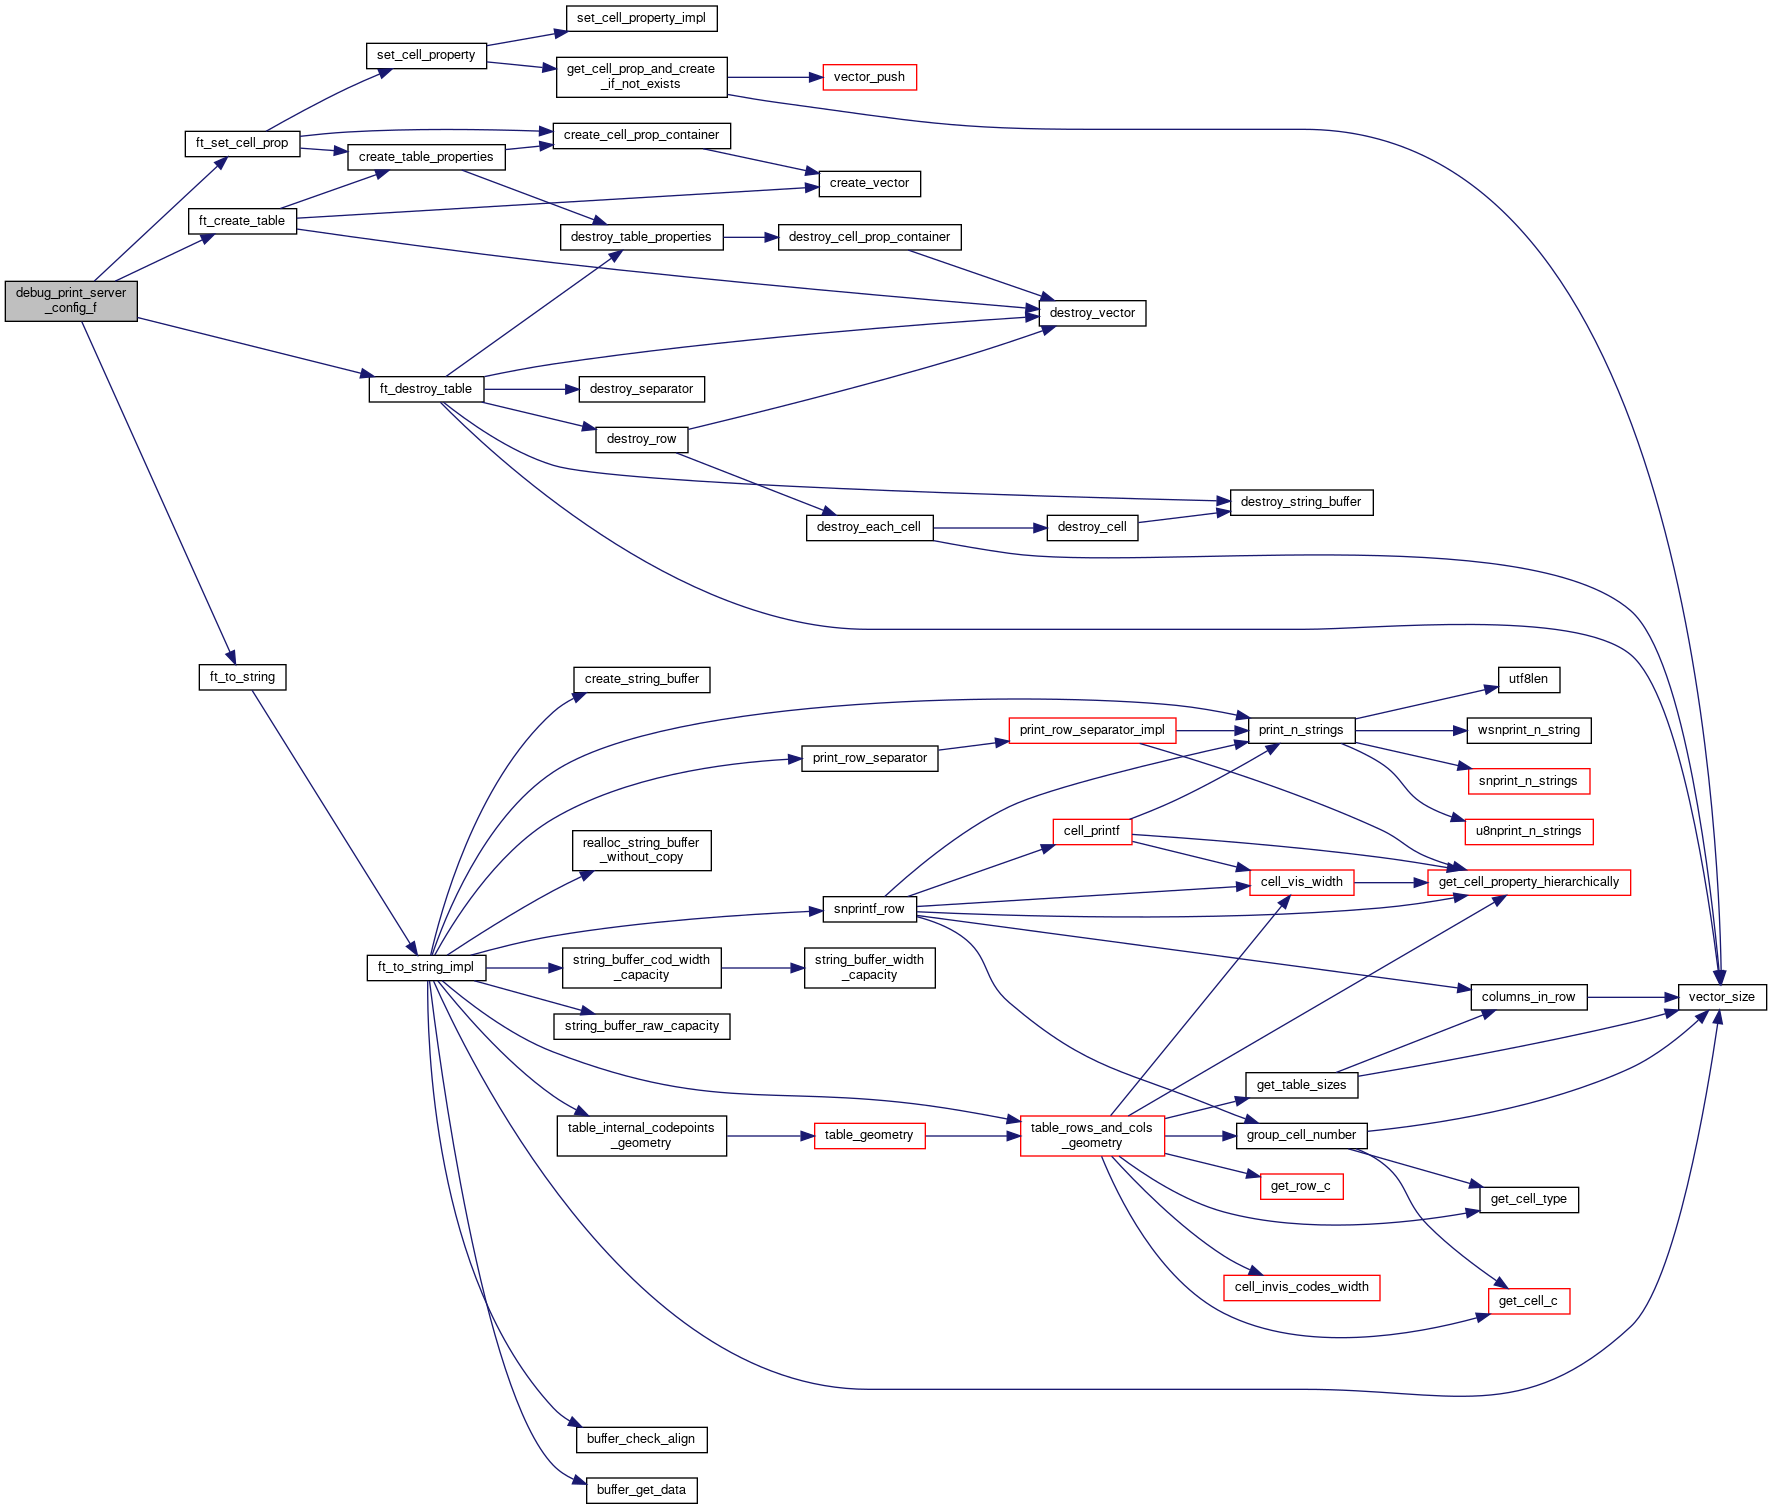 set_cell_property_impl
set_cell_property
get_cell_prop_and_create
_if_not_exists
vector_push
ft_set_cell_prop
create_cell_prop_container
create_table_properties
create_vector
ft_create_table
destroy_table_properties
destroy_cell_prop_container
debug_print_server
_config_f
destroy_vector
ft_destroy_table
destroy_separator
destroy_row
destroy_string_buffer
destroy_each_cell
destroy_cell
ft_to_string
create_string_buffer
utf8len
print_row_separator_impl
print_n_strings
wsnprint_n_string
print_row_separator
snprint_n_strings
cell_printf
u8nprint_n_strings
realloc_string_buffer
_without_copy
cell_vis_width
get_cell_property_hierarchically
snprintf_row
ft_to_string_impl
string_buffer_cod_width
_capacity
string_buffer_width
_capacity
columns_in_row
vector_size
string_buffer_raw_capacity
get_table_sizes
table_internal_codepoints
_geometry
table_geometry
table_rows_and_cols
_geometry
group_cell_number
get_row_c
get_cell_type
cell_invis_codes_width
get_cell_c
buffer_check_align
buffer_get_data